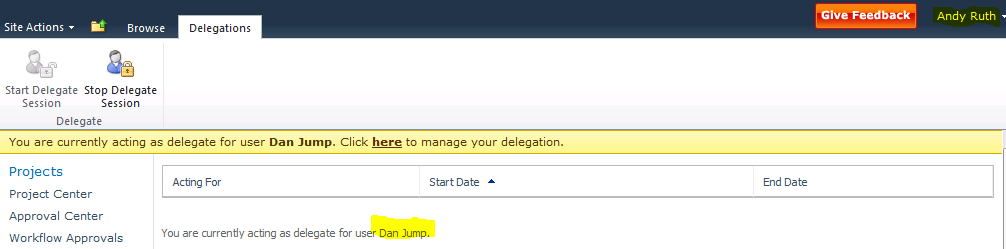 Site Actions Browse Delegations Give Feedback Andy Ruth
Start Delegate Session Stop Delegate Session
Delegate
You are currently acting as delegate for user Dan Jump. Click here to manage your delegation.
Projects
Project Center
Approval Center
Workflow Approvals
Acting For Start Date End Date
You are currently acting as delegate for user Dan Jump.